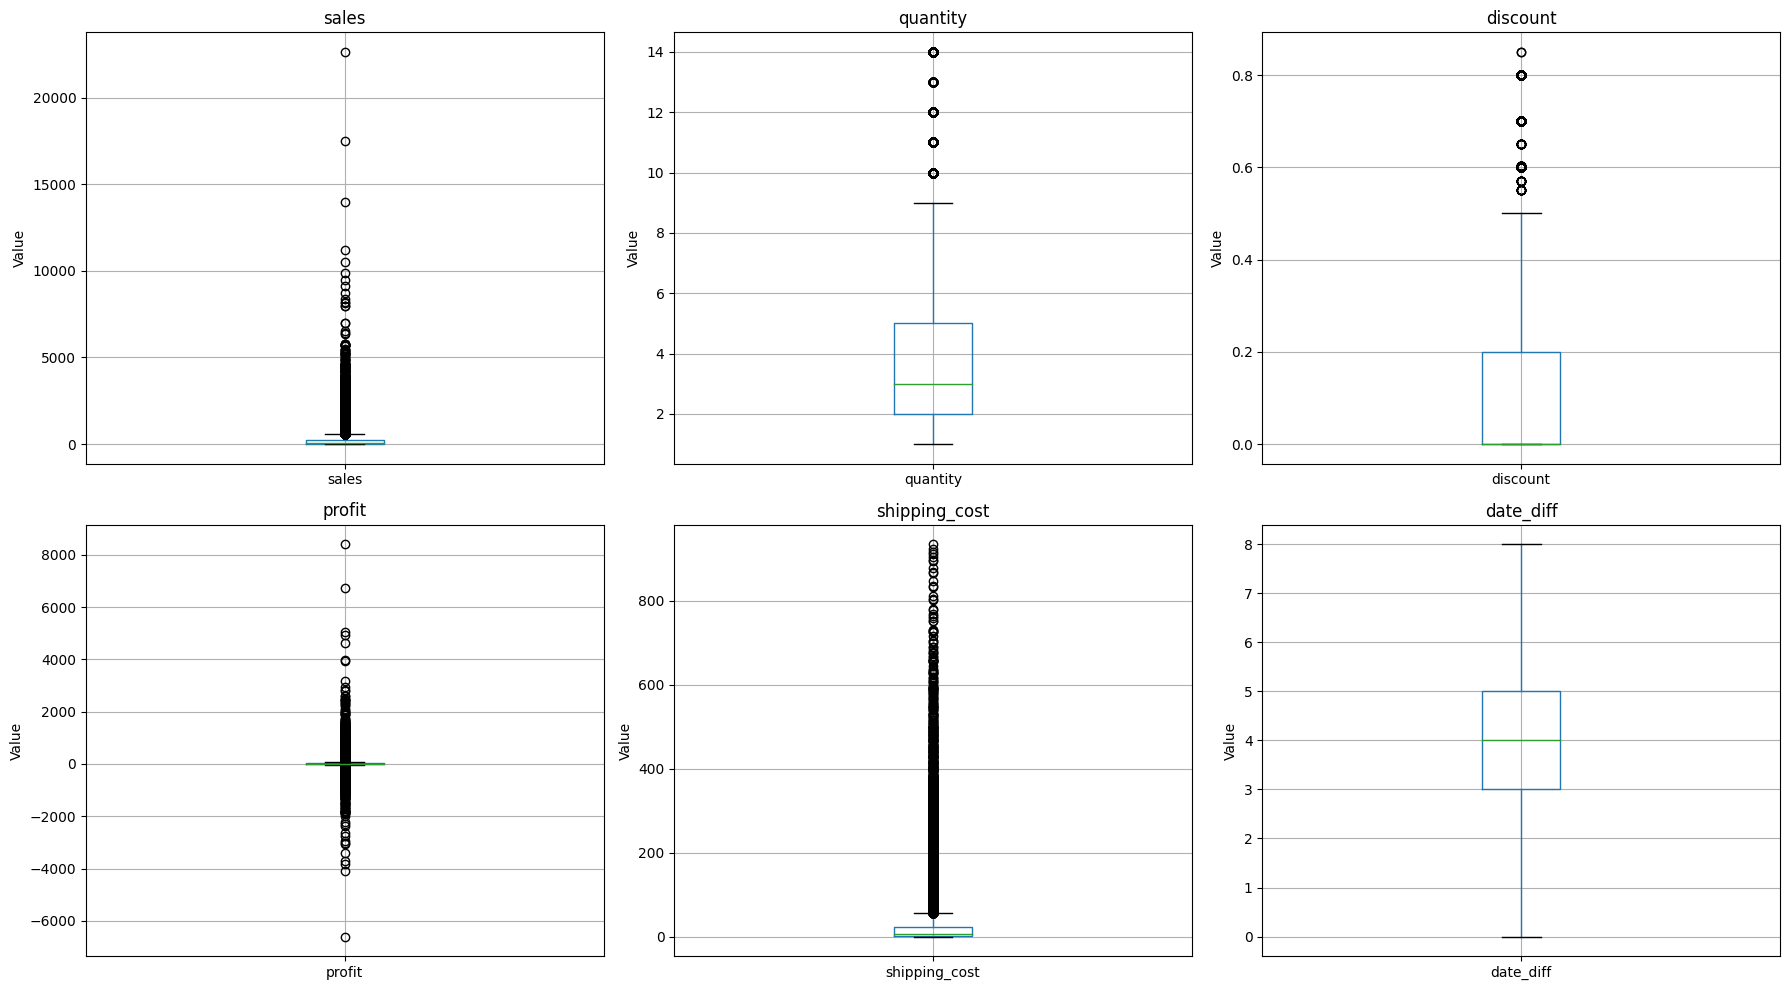 sales
quantity
discount
Value
20000
15000
10000
5000
0
sales
Value
14
12
10
8
6
4
2
quantity
Value
0.8
0.6
0.4
0.2
0.0
discount
profit
shipping_cost
date_diff
Value
8000
6000
4000
2000
0
−2000
−4000
−6000
profit
Value
800
600
400
200
0
shipping_cost
Value
8
7
6
5
4
3
2
1
0
date_diff